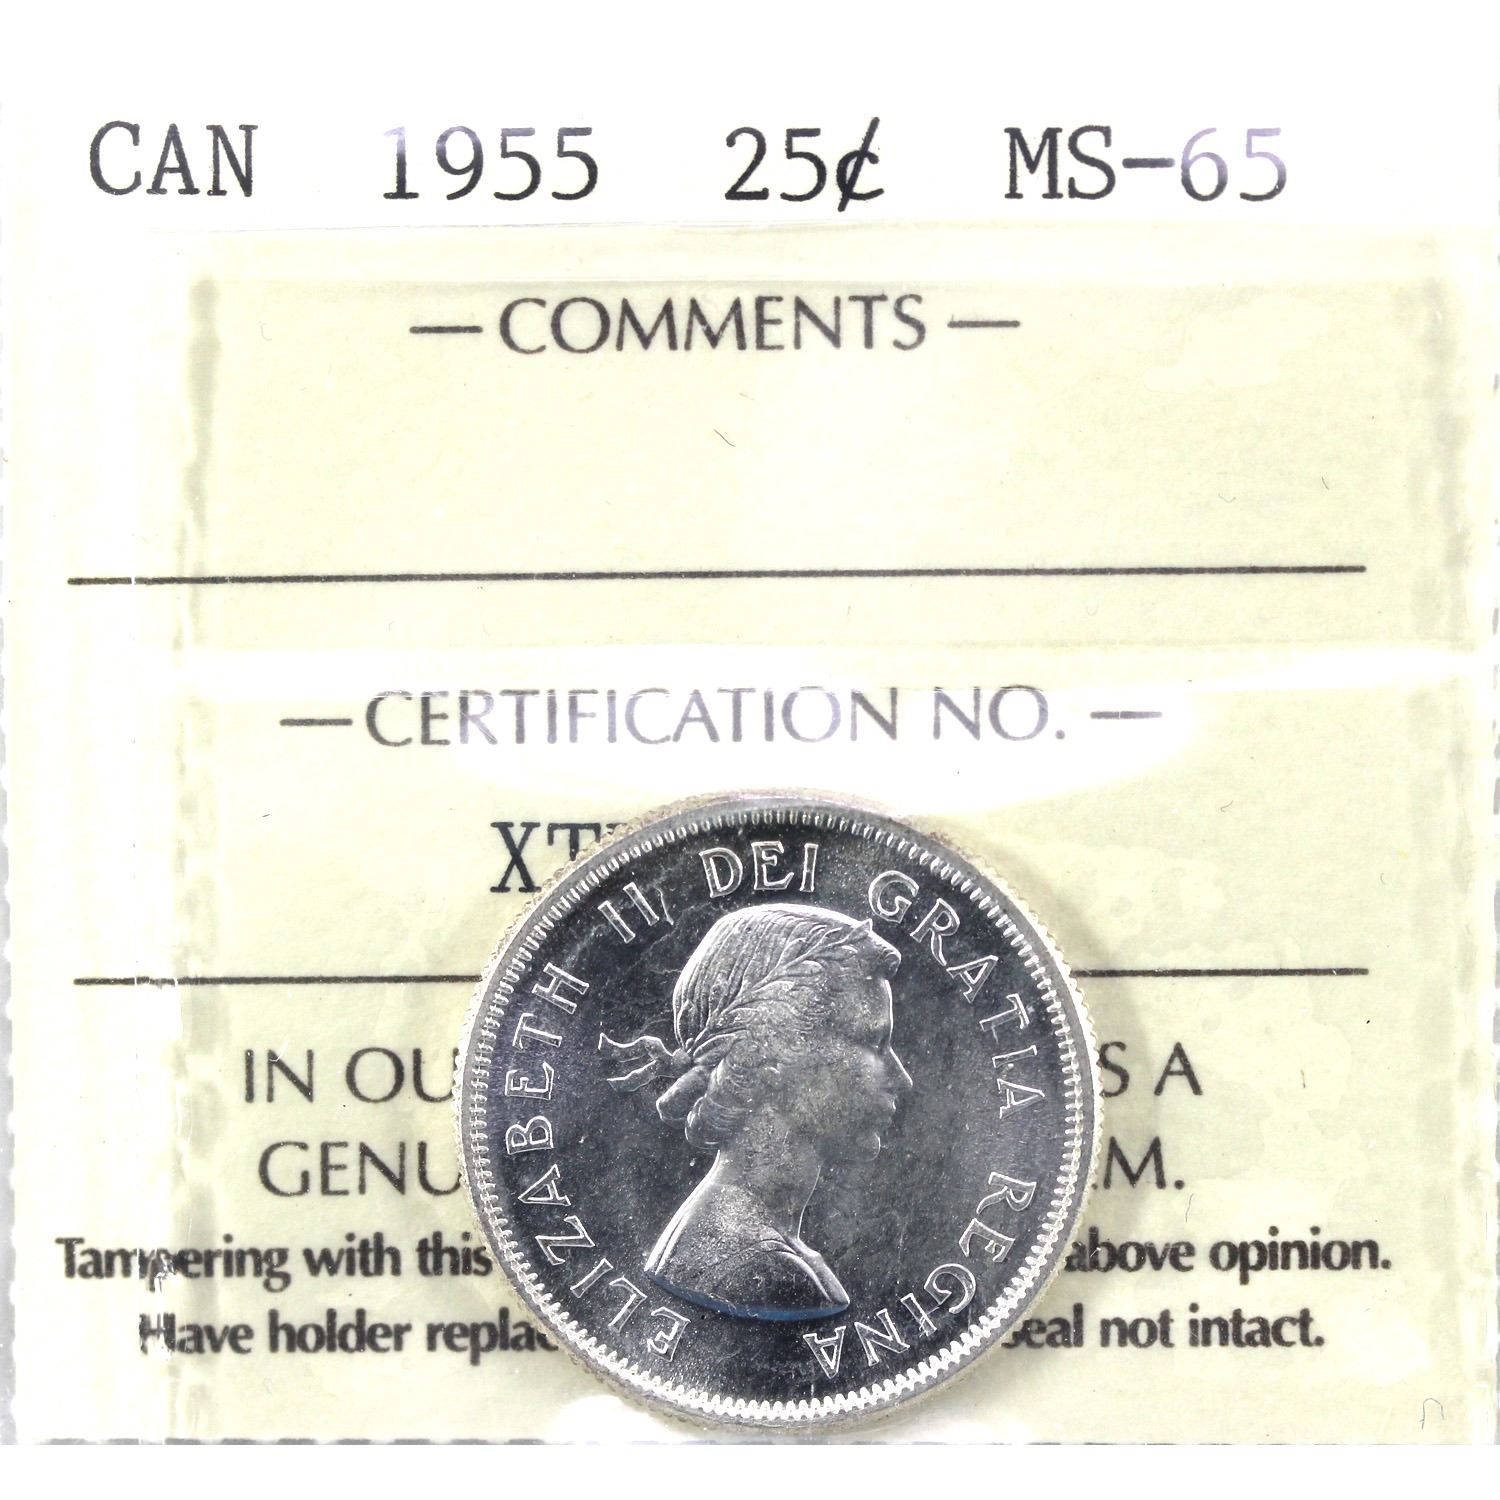 CAN 1955 25¢ MS-65
— COMMENTS —
— CERTIFICATION NO. —
XT
IN OU S A
GENU .M.
Tampering with this above opinion.
Have holder replac seal not intact.
ELIZABETH II DEI GRATIA REGINA